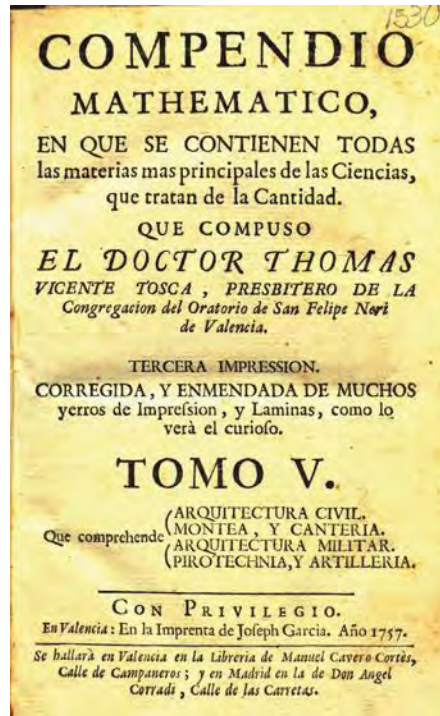 1530
COMPENDIO
MATHEMATICO,
EN QUE SE CONTIENEN TODAS
las materias mas principales de las Ciencias,
que tratan de la Cantidad.
QUE COMPUSO
EL DOCTOR THOMAS
VICENTE TOSCA, PRESBITERO DE LA
Congregacion del Oratorio de San Felipe Neri
de Valencia.
TERCERA IMPRESSION.
CORREGIDA, Y ENMENDADA DE MUCHOS
yerros de Impreſsion, y Laminas, como lo
verà el curioſo.
TOMO V.
Que comprehende
ARQUITECTURA CIVIL.
MONTEA, Y CANTERIA.
ARQUITECTURA MILITAR.
PIROTECHNIA, Y ARTILLERIA.
CON PRIVILEGIO.
En Valencia: En la Imprenta de Joſeph Garcia. Año 1757.
Se hallarà en Valencia en la Libreria de Manuel Cavero Cortès,
Calle de Campaneros; y en Madrid en la de Don Angel
Corradi, Calle de las Carretas.